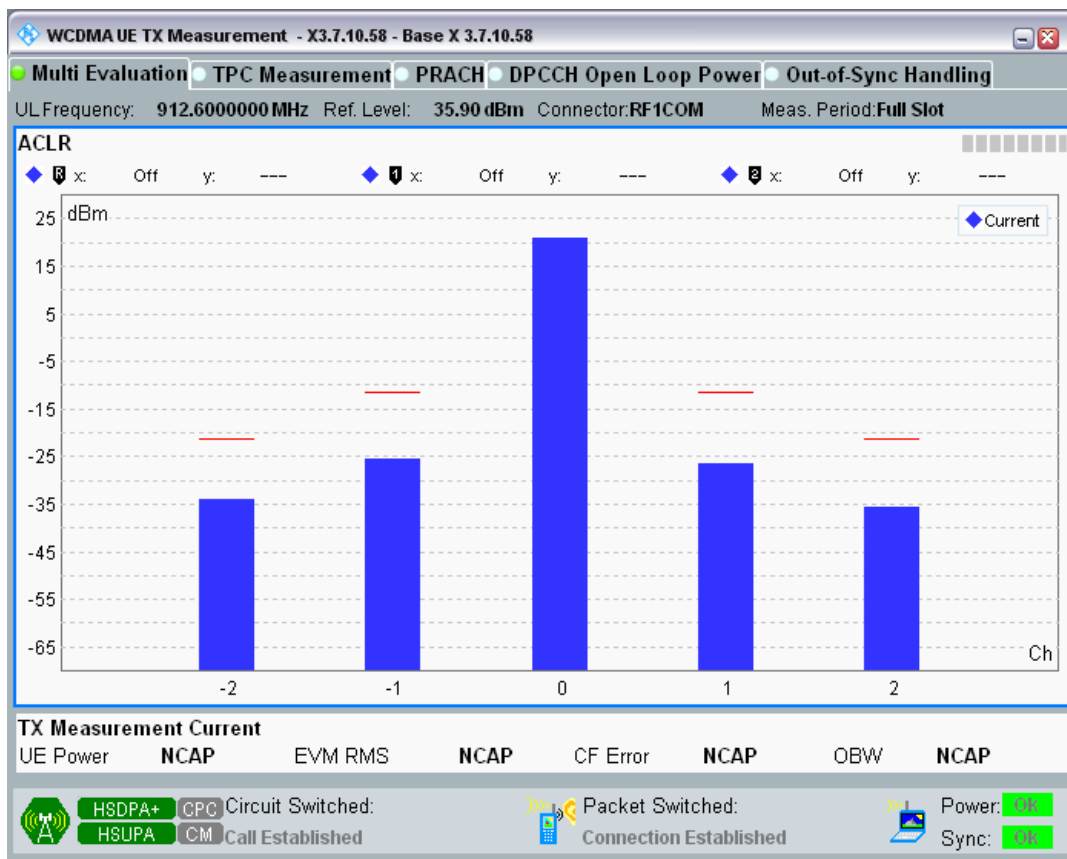 WCDMA UE TX Measurement - X3.7.10.58 - Base X 3.7.10.58
Multi Evaluation TPC Measurement PRACH DPCCH Open Loop Power Out-of-Sync Handling
UL Frequency: 912.6000000 MHz Ref. Level: 35.90 dBm Connector:RF1COM Meas. Period:Full Slot
ACLR
R x: Off y: --- 1 x: Off y: --- 2 x: Off y: ---
25 dBm
Current
15
5
-5
-15
-25
-35
-45
-55
-65
Ch
-2 -1 0 1 2
TX Measurement Current
UE Power NCAP EVM RMS NCAP CF Error NCAP OBW NCAP
HSDPA+ CPC Circuit Switched: Packet Switched: Power: OK
HSUPA CM Call Established Connection Established Sync: OK